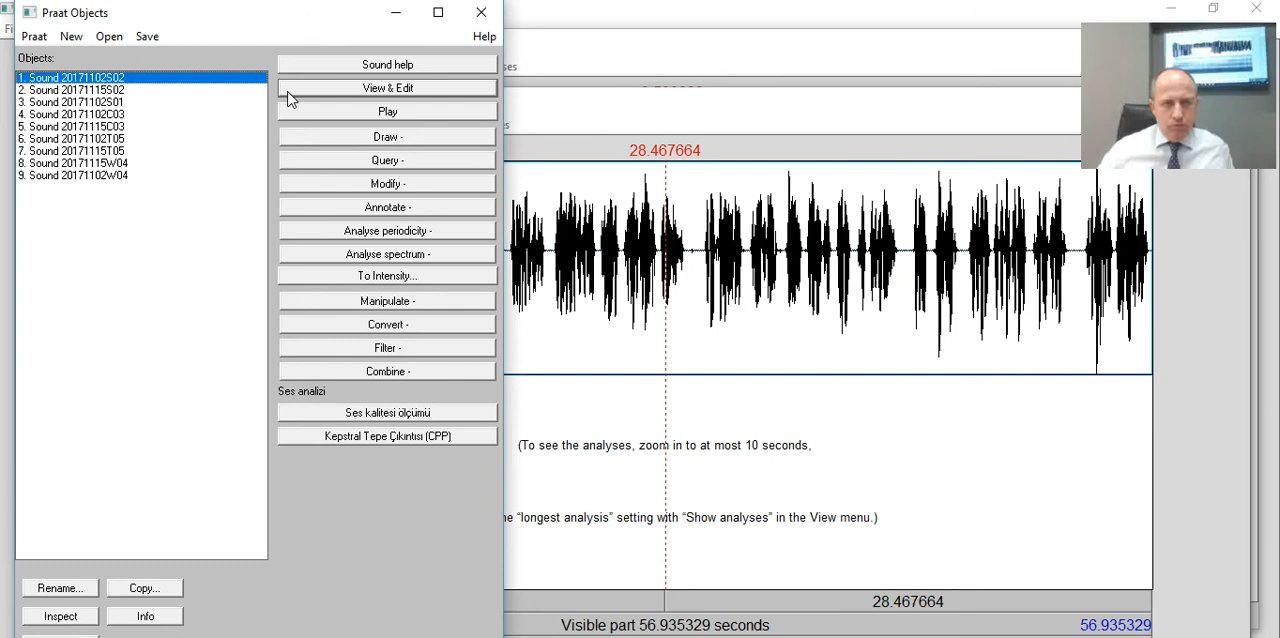 Praat Objects
Praat New Open Save Help
Objects:
1. Sound 20171102S02
2. Sound 20171115S02
3. Sound 20171102S01
4. Sound 20171102C03
5. Sound 20171115C03
6. Sound 20171102T05
7. Sound 20171115T05
8. Sound 20171115W04
9. Sound 20171102W04
Sound help
View & Edit
Play
Draw -
Query -
Modify -
Annotate -
Analyse periodicity -
Analyse spectrum -
To Intensity...
Manipulate -
Convert -
Filter -
Combine -
Ses analizi
Ses kalitesi ölçümü
Kepstral Tepe Çıkıntısı (CPP)
Rename... Copy...
Inspect Info
28.467664
(To see the analyses, zoom in to at most 10 seconds,
"longest analysis" setting with "Show analyses" in the View menu.)
28.467664
Visible part 56.935329 seconds 56.935329